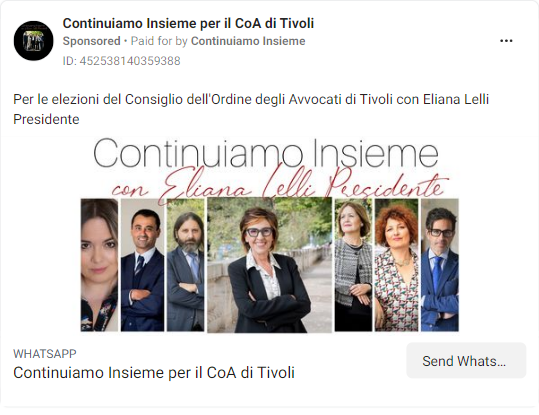 Continuiamo Insieme per il CoA di Tivoli
Sponsored • Paid for by Continuiamo Insieme
ID: 452538140359388
Per le elezioni del Consiglio dell'Ordine degli Avvocati di Tivoli con Eliana Lelli
Presidente
Continuiamo Insieme
con Eliana Lelli Presidente
WHATSAPP
Continuiamo Insieme per il CoA di Tivoli
Send Whats...